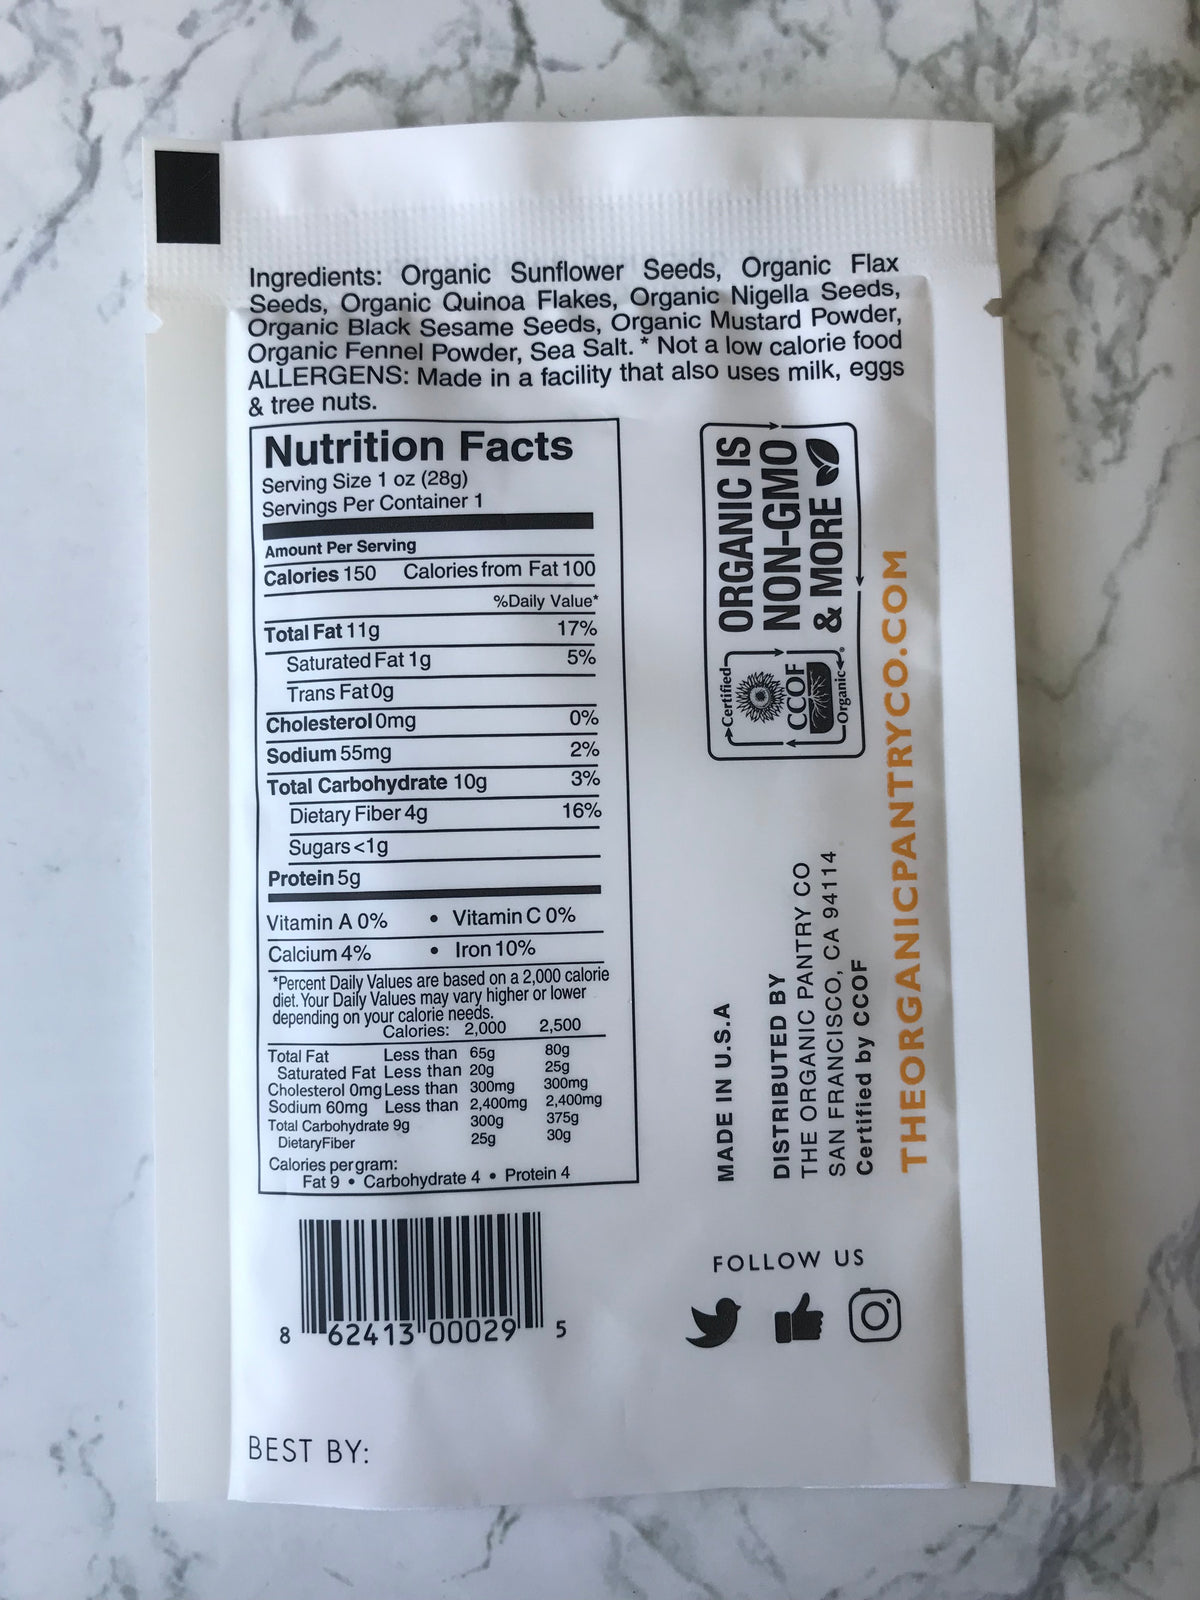 Ingredients: Organic Sunflower Seeds, Organic Flax
Seeds, Organic Quinoa Flakes, Organic Nigella Seeds,
Organic Black Sesame Seeds, Organic Mustard Powder,
Organic Fennel Powder, Sea Salt. * Not a low calorie food
ALLERGENS: Made in a facility that also uses milk, eggs
& tree nuts.
Nutrition Facts
Serving Size 1 oz (28g)
Servings Per Container 1
Amount Per Serving
Calories 150 Calories from Fat 100
%Daily Value*
Total Fat 11g 17%
Saturated Fat 1g 5%
Trans Fat 0g
Cholesterol 0mg 0%
Sodium 55mg 2%
Total Carbohydrate 10g 3%
Dietary Fiber 4g 16%
Sugars <1g
Protein 5g
Vitamin A 0% • Vitamin C 0%
Calcium 4% • Iron 10%
*Percent Daily Values are based on a 2,000 calorie
diet. Your Daily Values may vary higher or lower
depending on your calorie needs.
Calories: 2,000 2,500
Total Fat Less than 65g 80g
Saturated Fat Less than 20g 25g
Cholesterol 0mg Less than 300mg 300mg
Sodium 60mg Less than 2,400mg 2,400mg
Total Carbohydrate 9g 300g 375g
DietaryFiber 25g 30g
Calories per gram:
Fat 9 • Carbohydrate 4 • Protein 4
8 62413 00029 5
BEST BY:
ORGANIC IS
NON-GMO
& MORE
Certified
CCOF
Organic
®
MADE IN U.S.A
DISTRIBUTED BY
THE ORGANIC PANTRY CO
SAN FRANCISCO, CA 94114
Certified by CCOF
THEORGANICPANTRYCO.COM
FOLLOW US